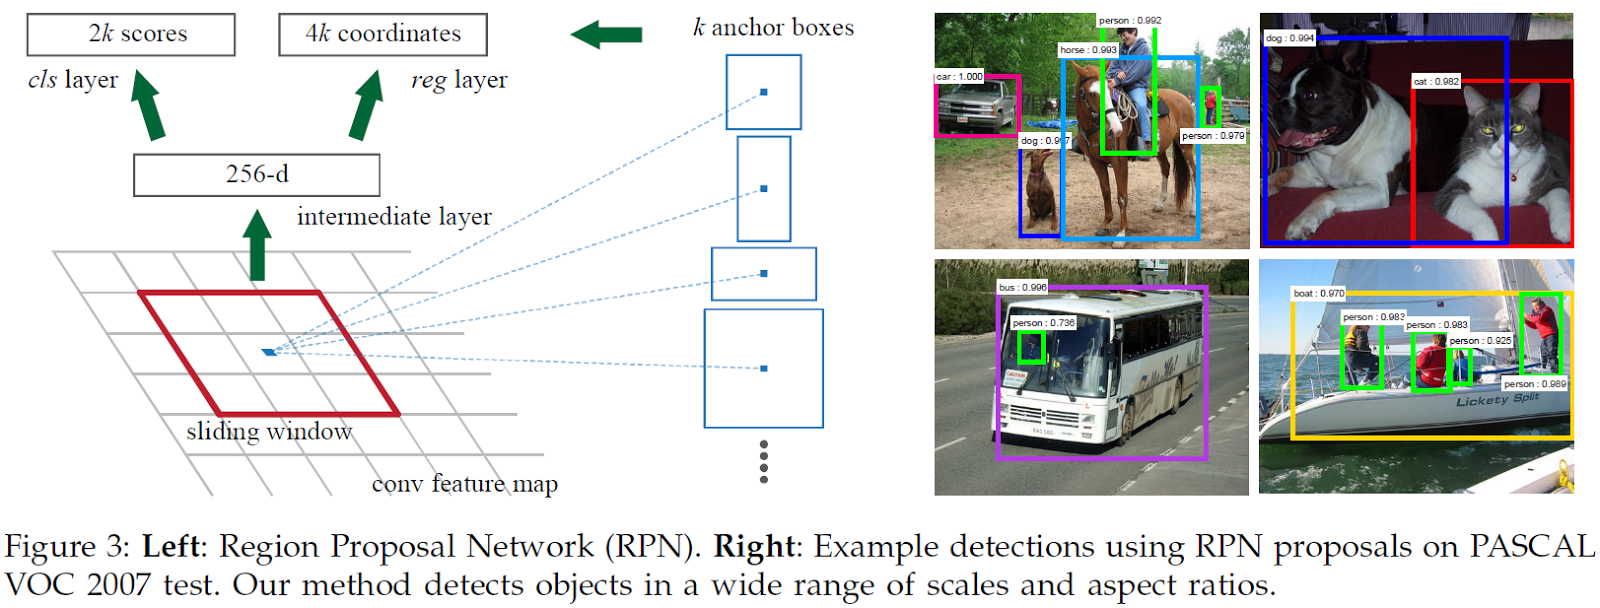 2k scores
4k coordinates
k anchor boxes
cls layer
reg layer
256-d
intermediate layer
sliding window
conv feature map
person : 0.992
horse : 0.993
car : 1.000
dog : 0.997
person : 0.979
dog : 0.994
cat : 0.982
bus : 0.996
person : 0.736
boat : 0.970
person : 0.983
person : 0.983
person : 0.925
person : 0.989
Lickety Split
Figure 3: Left: Region Proposal Network (RPN). Right: Example detections using RPN proposals on PASCAL
VOC 2007 test. Our method detects objects in a wide range of scales and aspect ratios.